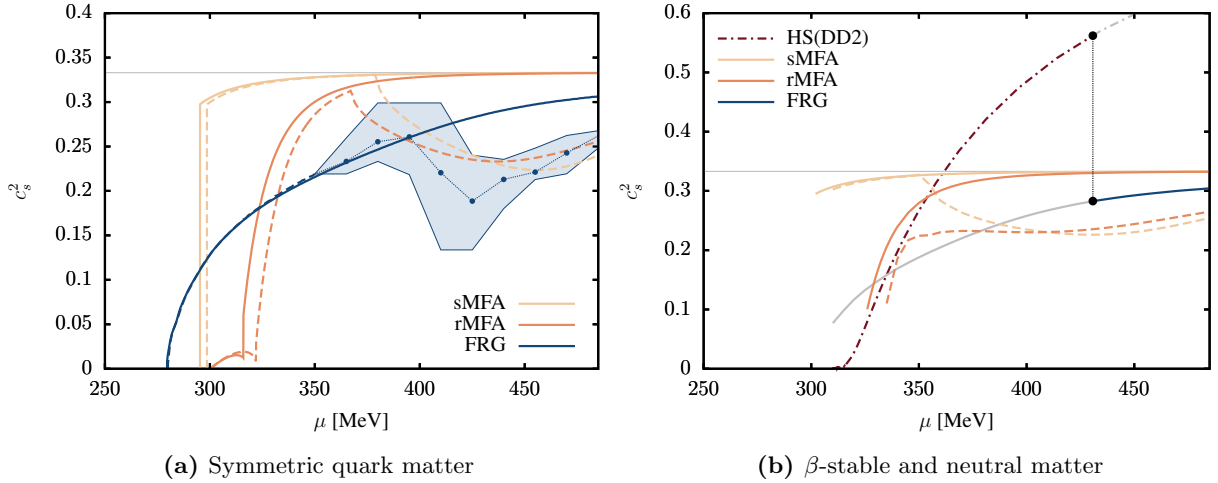 0.4
0.35
0.3
0.25
0.2
0.15
0.1
0.05
0
c_s^2
250
300
350
400
450
μ [MeV]
sMFA
rMFA
FRG
(a) Symmetric quark matter
0.6
0.5
0.4
0.3
0.2
0.1
0
c_s^2
250
300
350
400
450
μ [MeV]
HS(DD2)
sMFA
rMFA
FRG
(b) β-stable and neutral matter